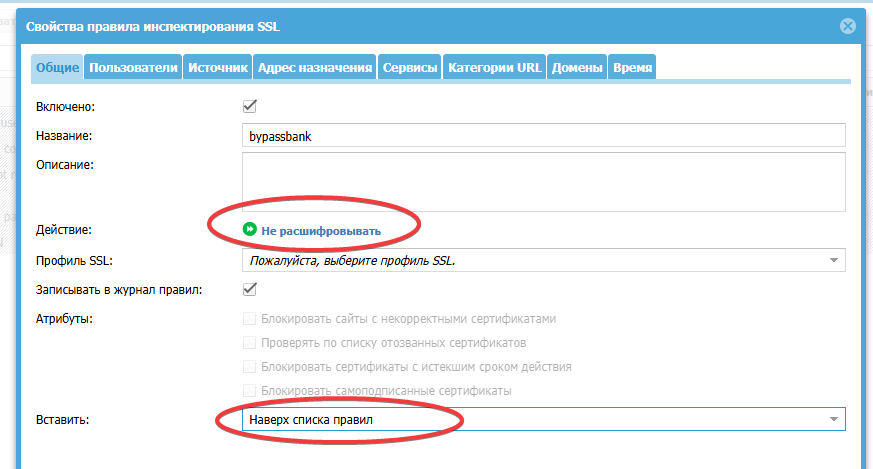 Свойства правила инспектирования SSL
Общие Пользователи Источник Адрес назначения Сервисы Категории URL Домены Время
Включено:
Название: bypassbank
Описание:
Действие: Не расшифровывать
Профиль SSL: Пожалуйста, выберите профиль SSL.
Записывать в журнал правил:
Атрибуты: Блокировать сайты с некорректными сертификатами
Проверять по списку отозванных сертификатов
Блокировать сертификаты с истекшим сроком действия
Блокировать самоподписанные сертификаты
Вставить: Наверх списка правил